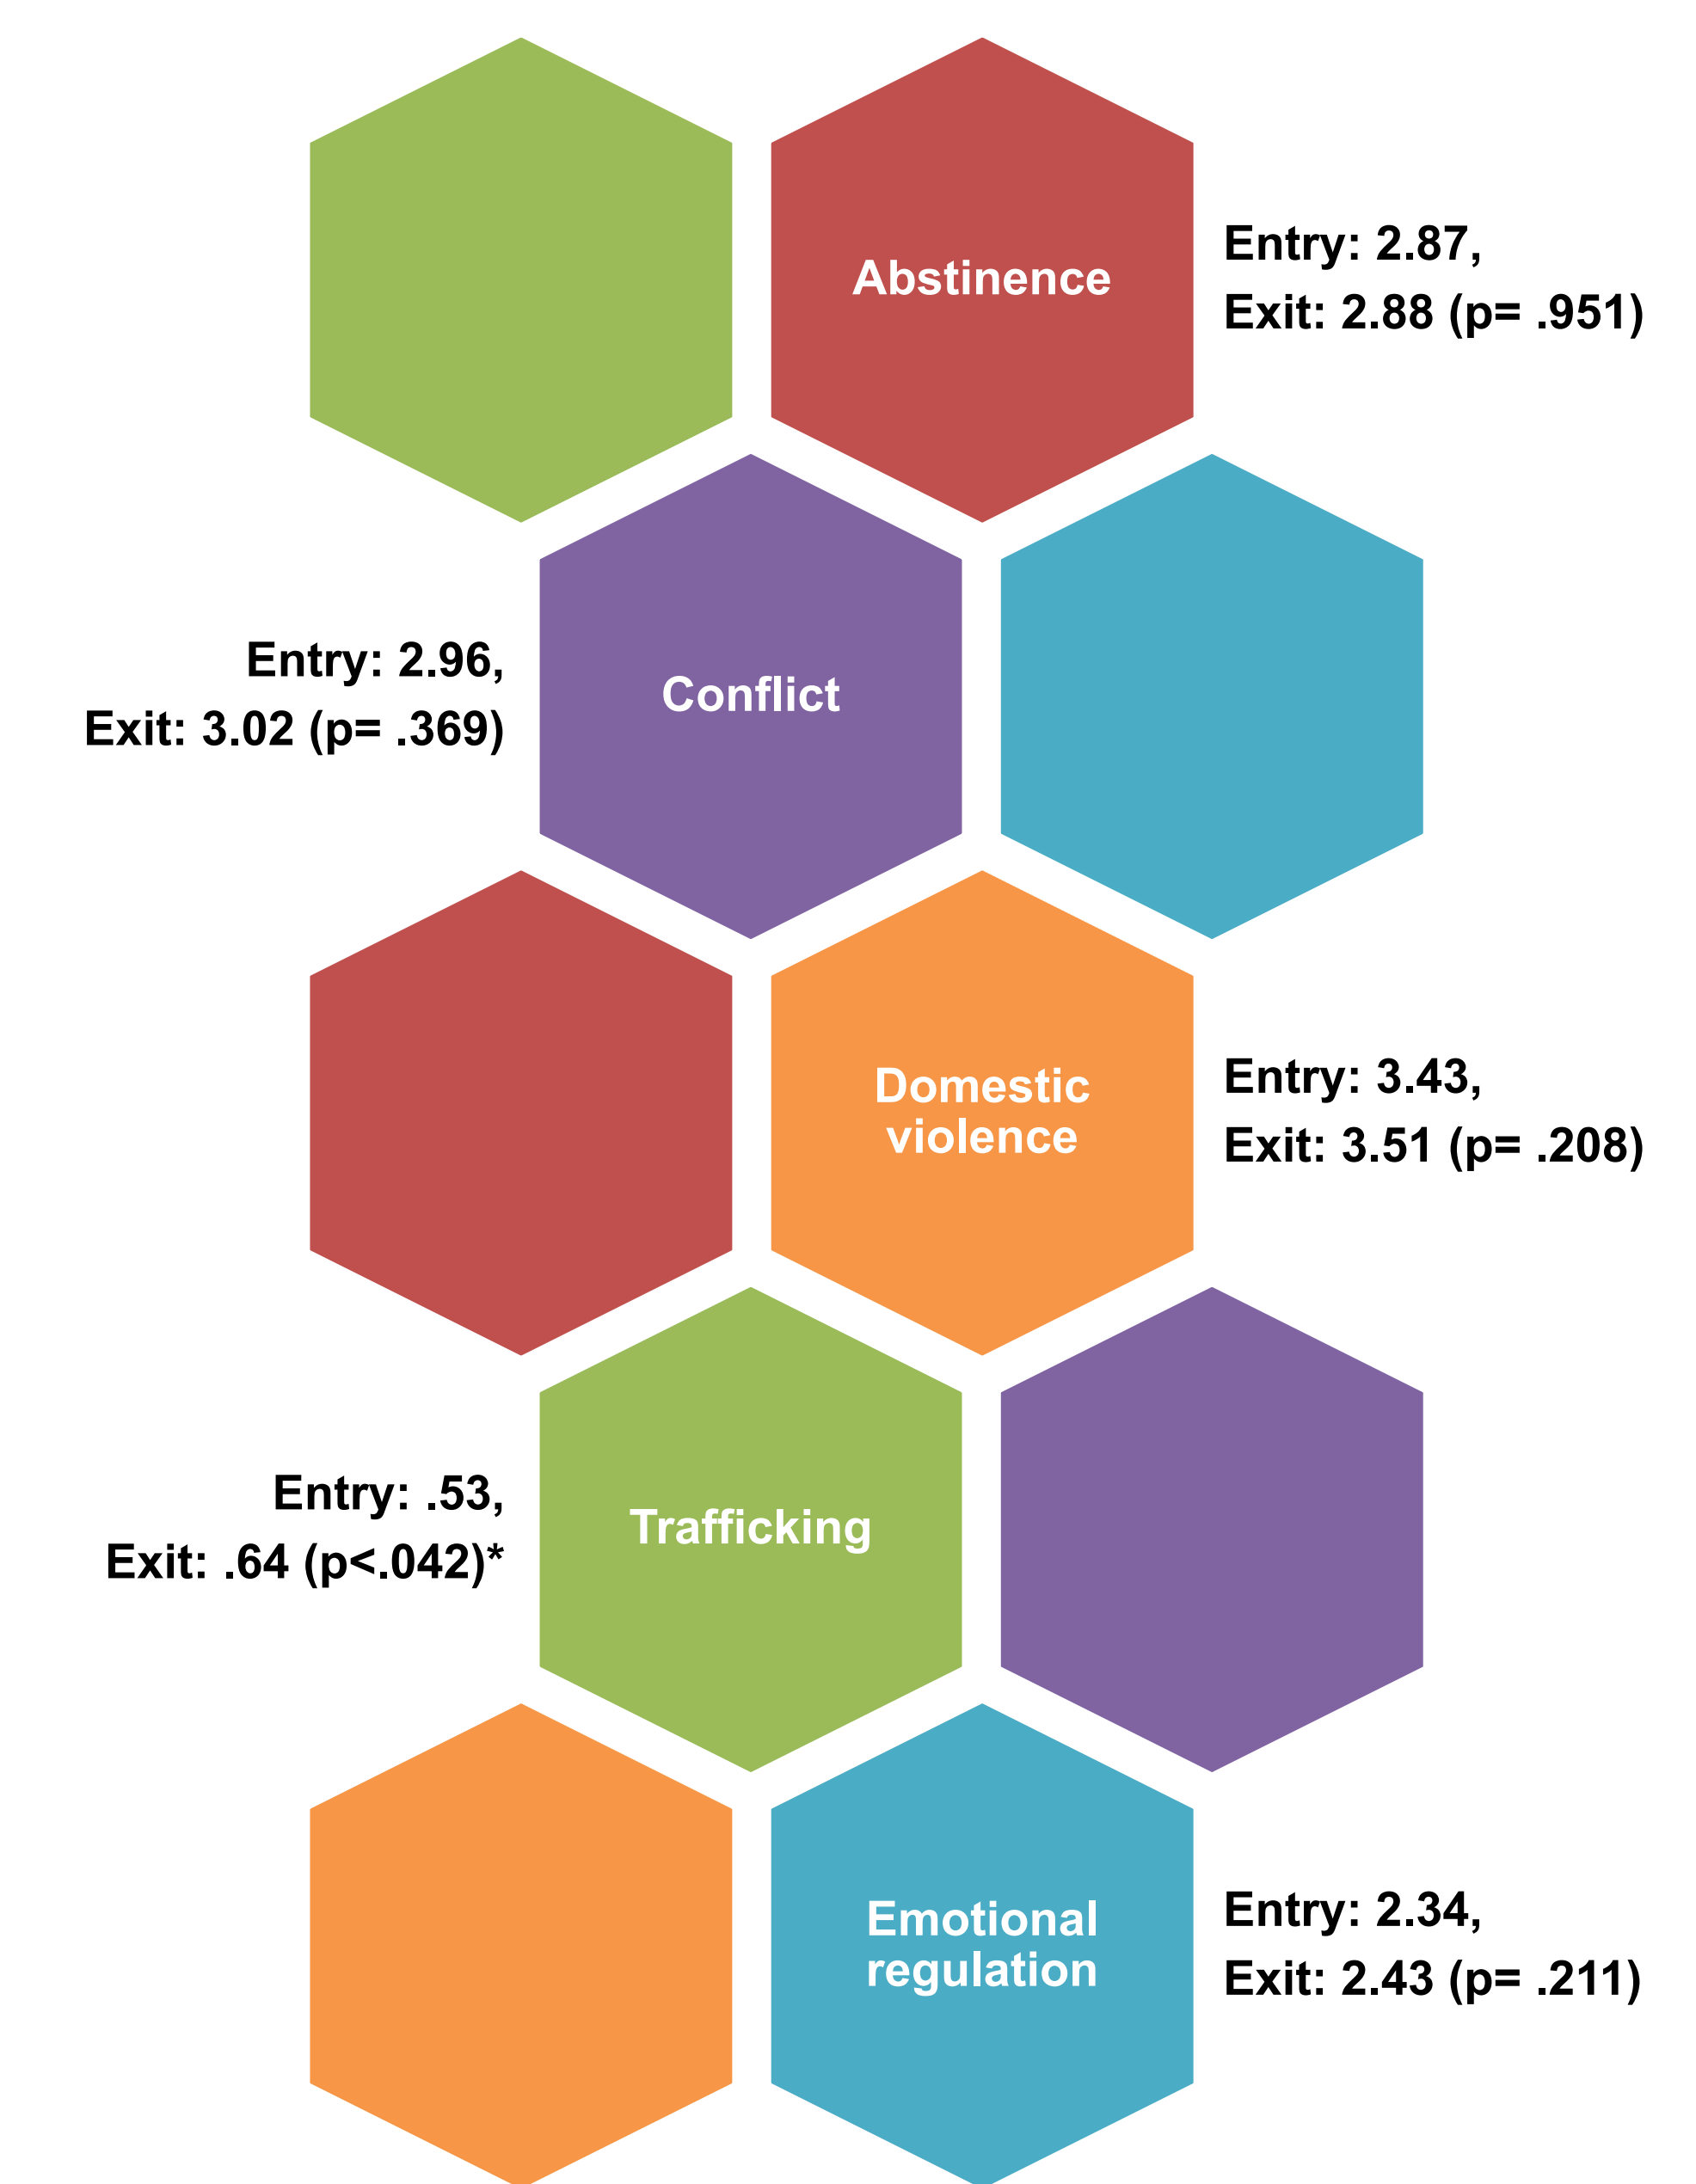 Abstinence
Entry: 2.87,
Exit: 2.88 (p= .951)
Entry: 2.96,
Exit: 3.02 (p= .369)
Conflict
Domestic
violence
Entry: 3.43,
Exit: 3.51 (p= .208)
Entry: .53,
Exit: .64 (p<.042)*
Trafficking
Emotional
regulation
Entry: 2.34,
Exit: 2.43 (p= .211)